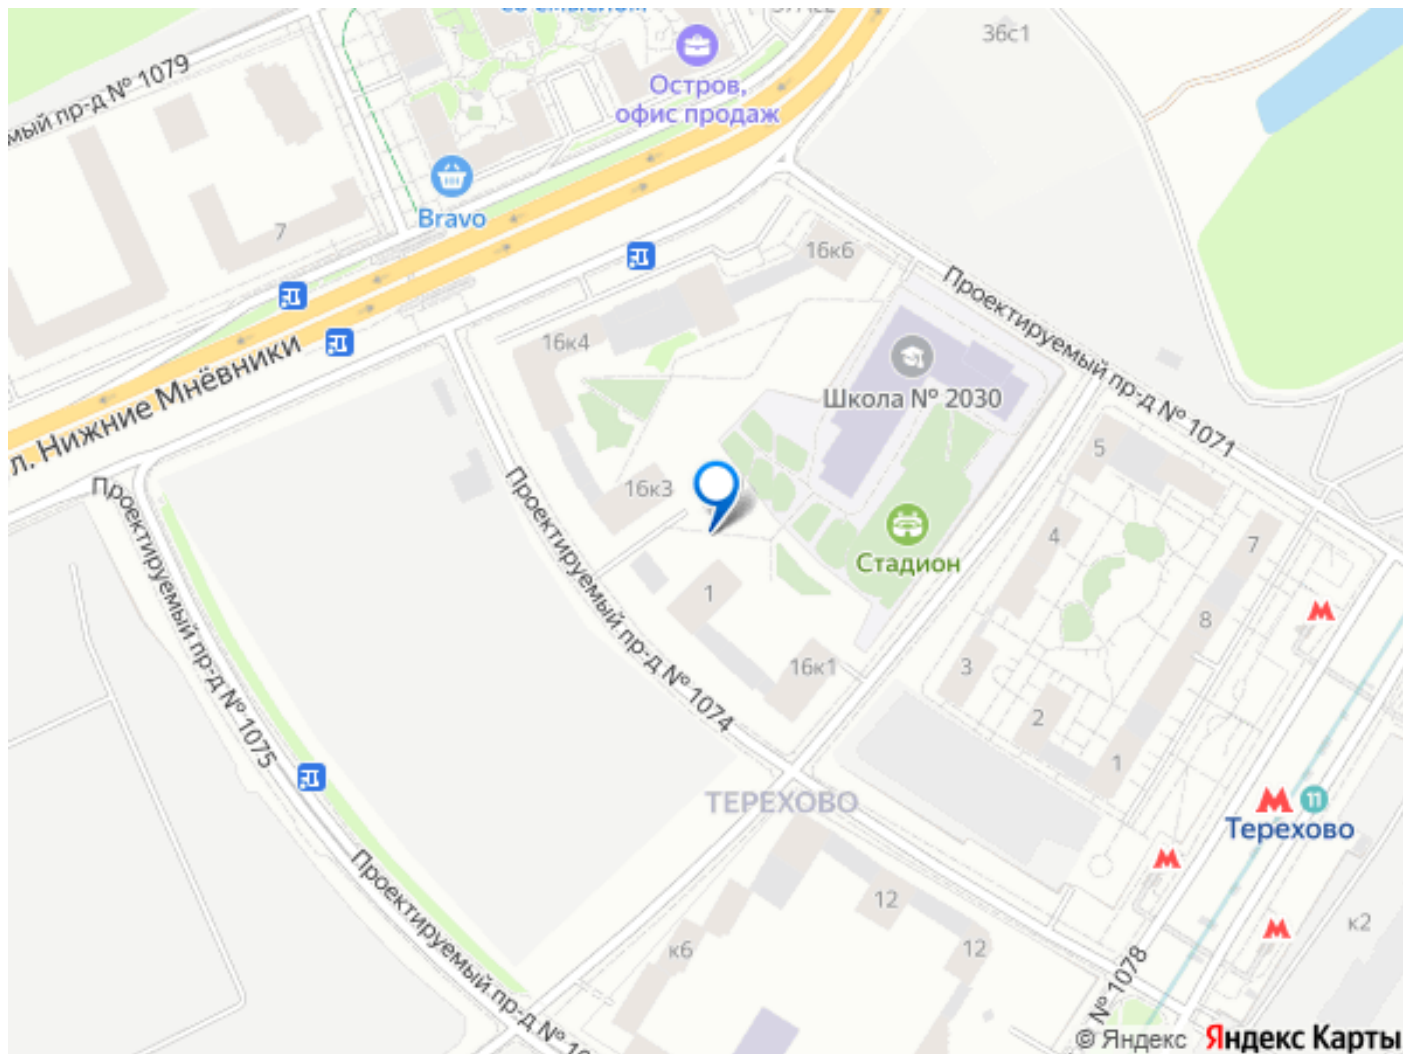 36с1
мый пр-д № 1079
Остров,
офис продаж
Bravo
7
16к6
Проектируемый пр-д № 1071
16к4
л. Нижние Мнёвники
Школа № 2030
5
16к3
Проектируемый пр-д № 1074
Проектируемый пр-д № 1075
Стадион
4
7
1
8
16к1
3
2
1
ТЕРЕХОВО
11
Терехово
Проектируемый пр-д №
12
к6
12
к2
№ 1078
© Яндекс Яндекс Карты